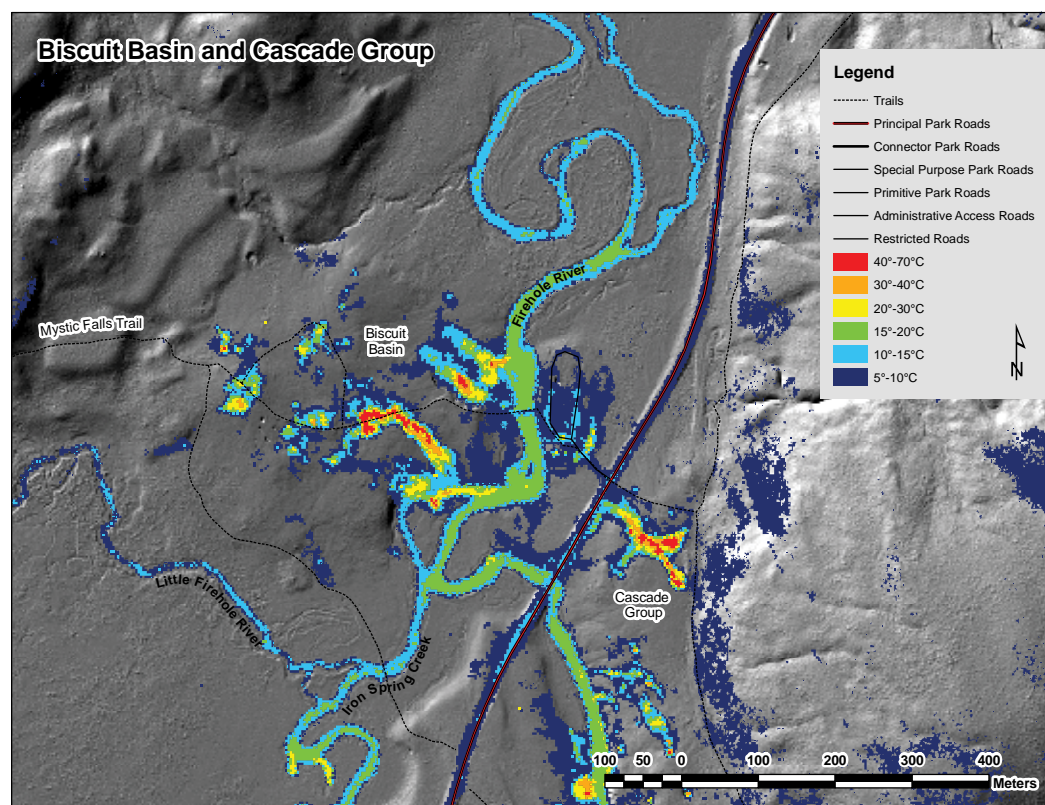 Biscuit Basin and Cascade Group
Legend
Trails
Principal Park Roads
Connector Park Roads
Special Purpose Park Roads
Primitive Park Roads
Administrative Access Roads
Restricted Roads
40°-70°C
30°-40°C
20°-30°C
15°-20°C
10°-15°C
5°-10°C
N
Firehole River
Mystic Falls Trail
Biscuit
Basin
Little Firehole River
Iron Spring Creek
Cascade
Group
100 50 0 100 200 300 400
Meters